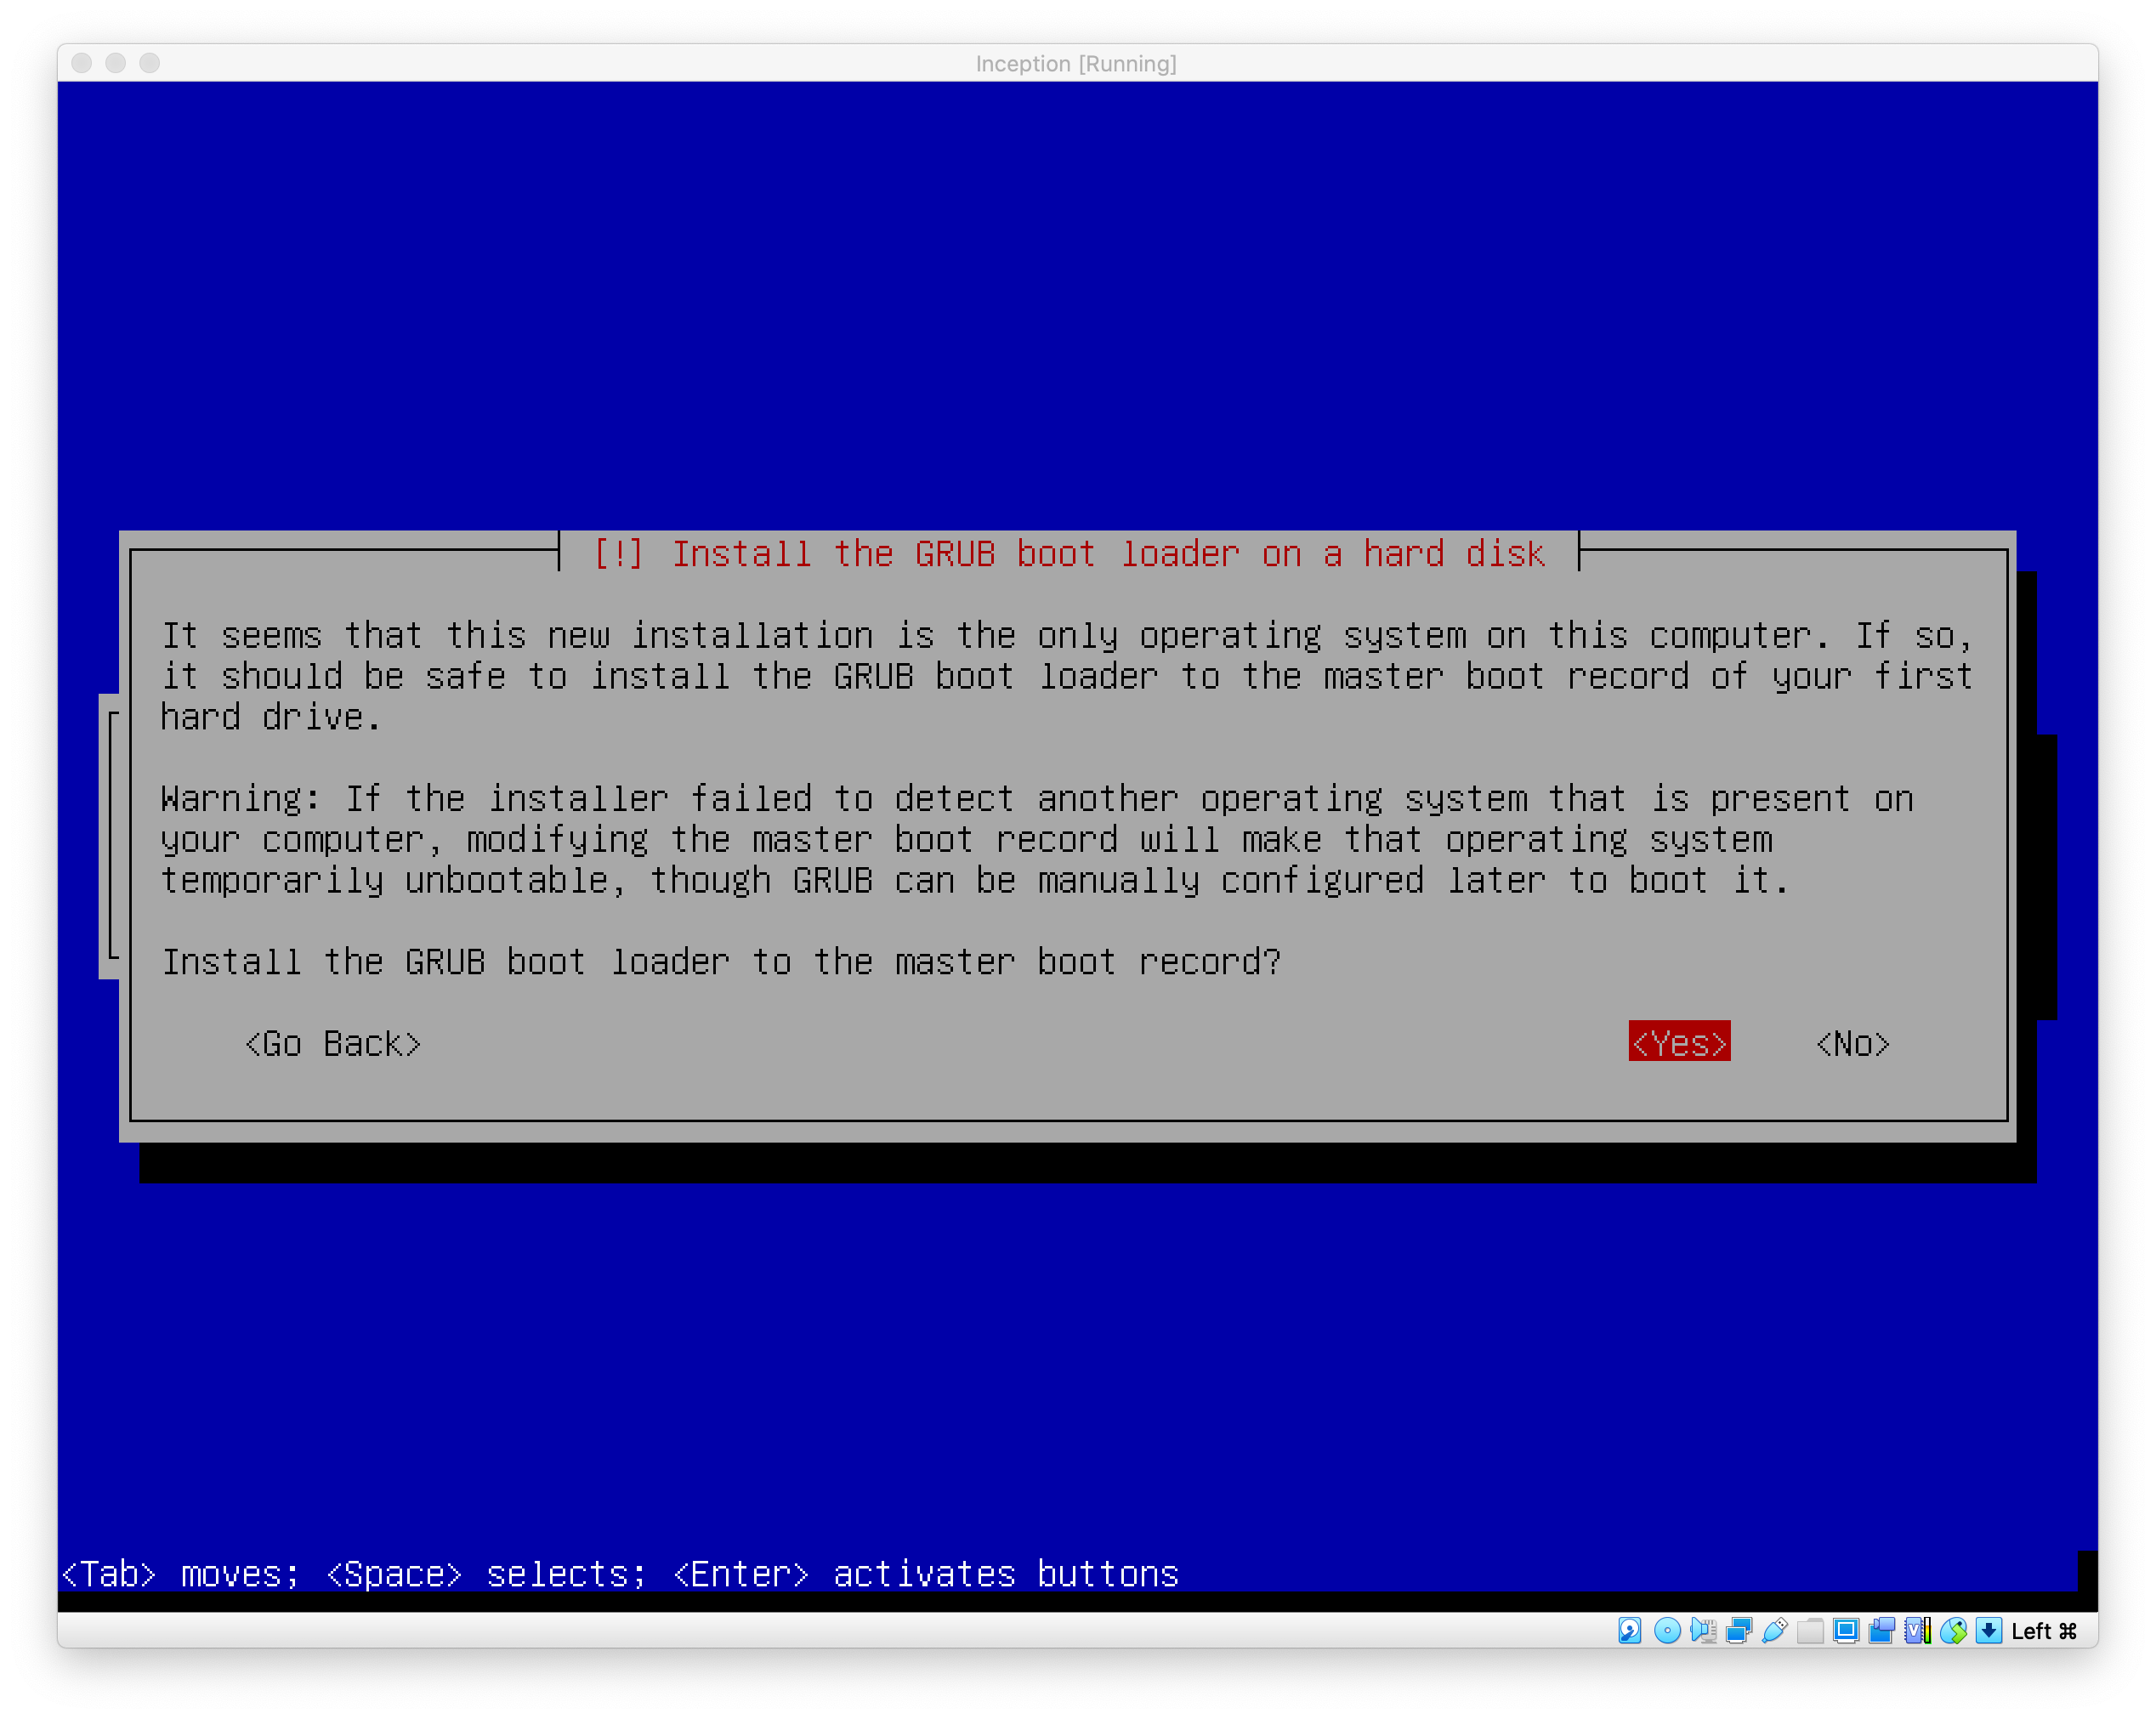 Inception [Running]
[!] Install the GRUB boot loader on a hard disk
It seems that this new installation is the only operating system on this computer. If so,
it should be safe to install the GRUB boot loader to the master boot record of your first
hard drive.
Warning: If the installer failed to detect another operating system that is present on
your computer, modifying the master boot record will make that operating system
temporarily unbootable, though GRUB can be manually configured later to boot it.
Install the GRUB boot loader to the master boot record?
<Go Back> <Yes> <No>
<Tab> moves; <Space> selects; <Enter> activates buttons
Left ⌘